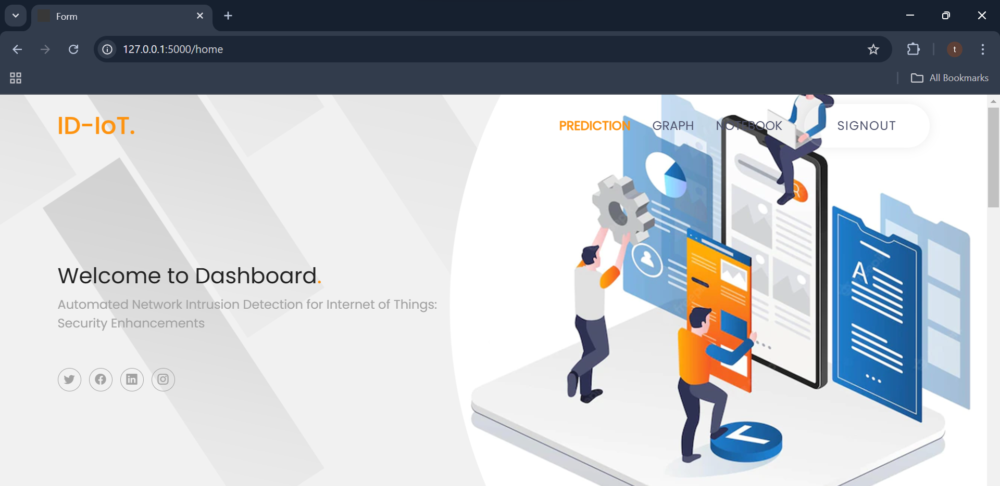 Form
127.0.0.1:5000/home
t
All Bookmarks
ID-IoT.
PREDICTION GRAPH NOTEBOOK SIGNOUT
Welcome to Dashboard.
Automated Network Intrusion Detection for Internet of Things:
Security Enhancements
A